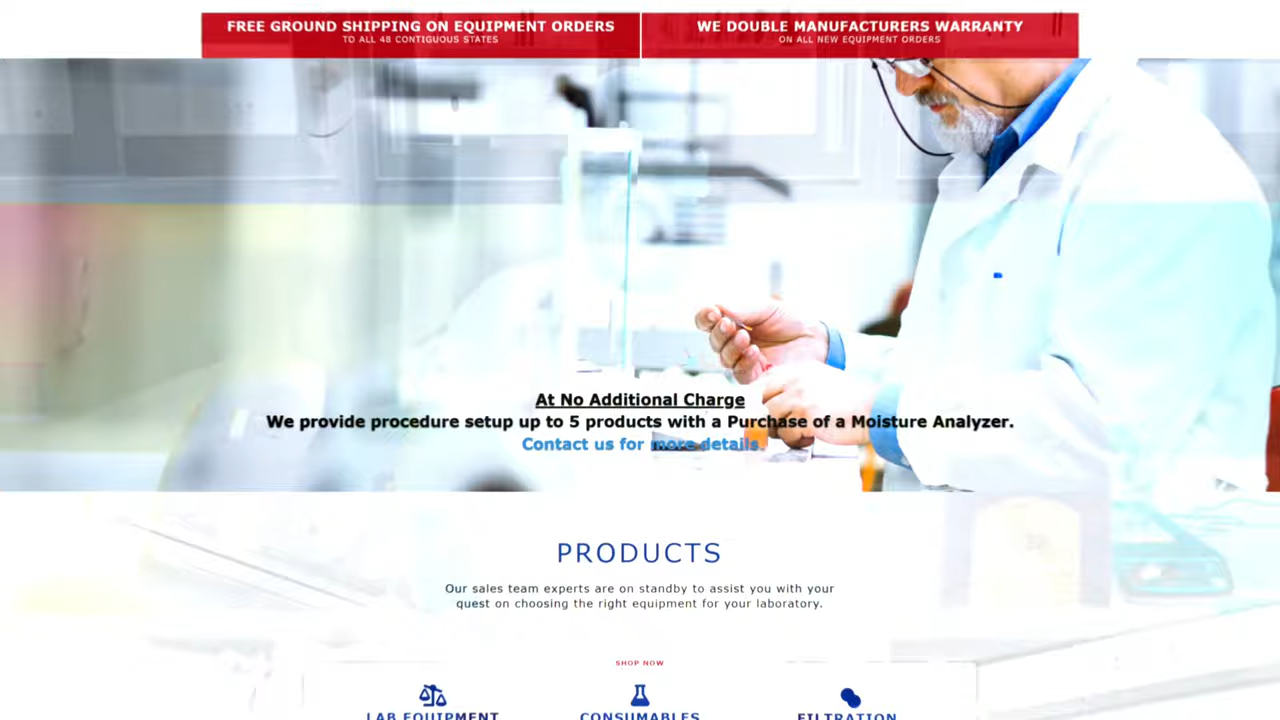 FREE GROUND SHIPPING ON EQUIPMENT ORDERS
TO ALL 48 CONTIGUOUS STATES
WE DOUBLE MANUFACTURERS WARRANTY
ON ALL NEW EQUIPMENT ORDERS
At No Additional Charge
We provide procedure setup up to 5 products with a Purchase of a Moisture Analyzer.
Contact us for more details.
PRODUCTS
Our sales team experts are on standby to assist you with your
quest on choosing the right equipment for your laboratory.
SHOP NOW
LAB EQUIPMENT
CONSUMABLES
FILTRATION